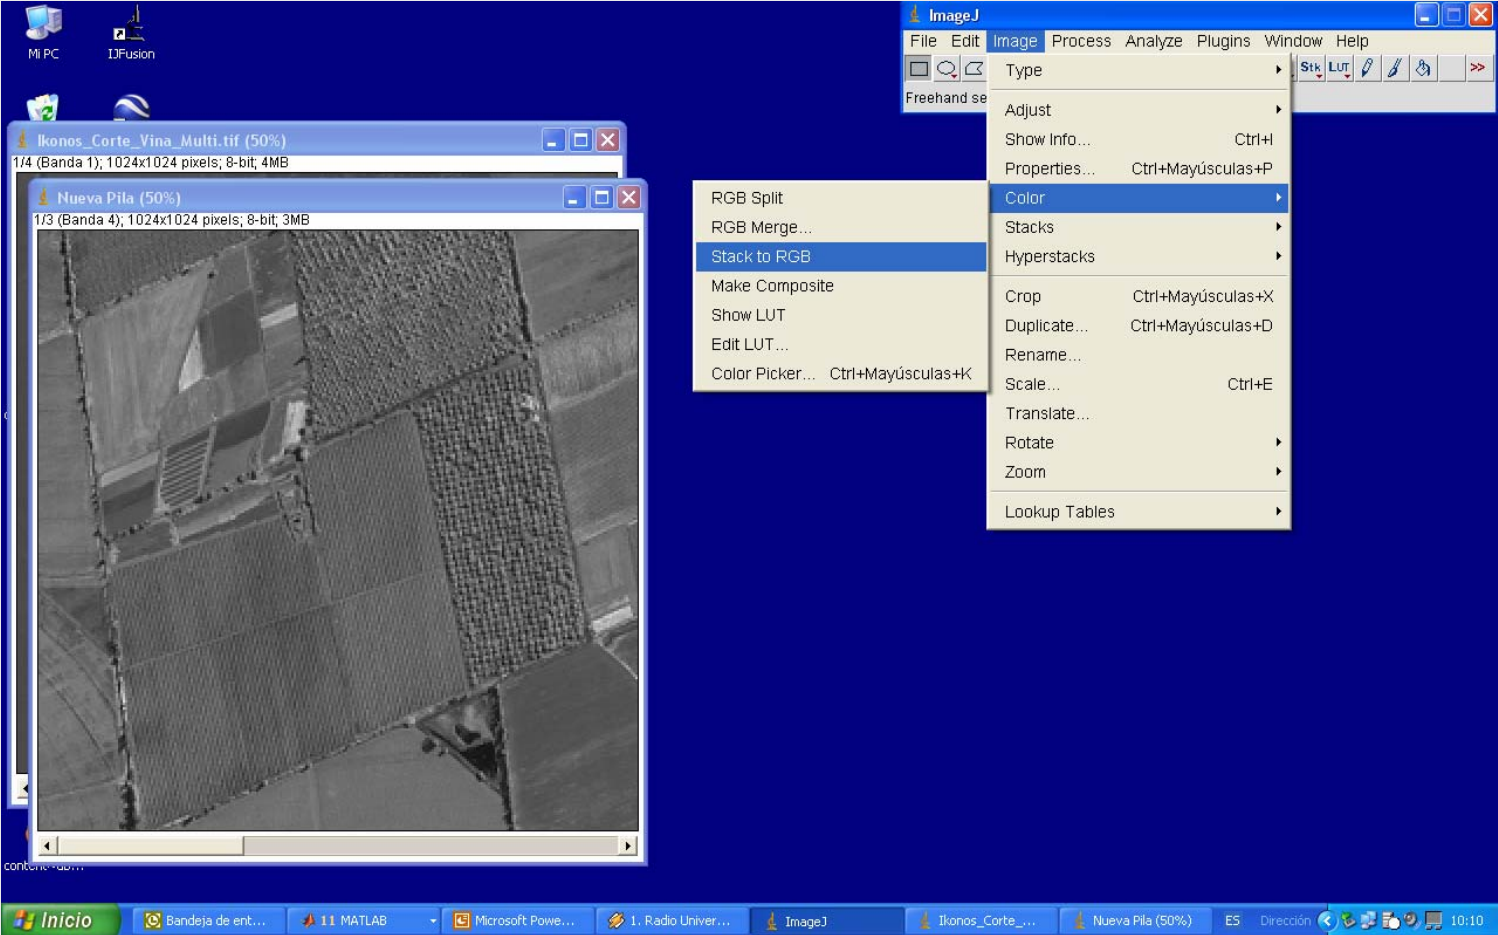 Mi PC
IJFusion
ImageJ
File Edit Image Process Analyze Plugins Window Help
Stk LUT >>
Freehand se
Type
Adjust
Show Info... Ctrl+I
Properties... Ctrl+Mayúsculas+P
Color
Stacks
Hyperstacks
Crop Ctrl+Mayúsculas+X
Duplicate... Ctrl+Mayúsculas+D
Rename...
Scale... Ctrl+E
Translate...
Rotate
Zoom
Lookup Tables
RGB Split
RGB Merge...
Stack to RGB
Make Composite
Show LUT
Edit LUT...
Color Picker... Ctrl+Mayúsculas+K
Ikonos_Corte_Vina_Multi.tif (50%)
1/4 (Banda 1); 1024x1024 pixels; 8-bit; 4MB
Nueva Pila (50%)
1/3 (Banda 4); 1024x1024 pixels; 8-bit; 3MB
Inicio
Bandeja de ent...
11 MATLAB
Microsoft Powe...
1. Radio Univer...
ImageJ
Ikonos_Corte_...
Nueva Pila (50%)
ES
Dirección
10:10